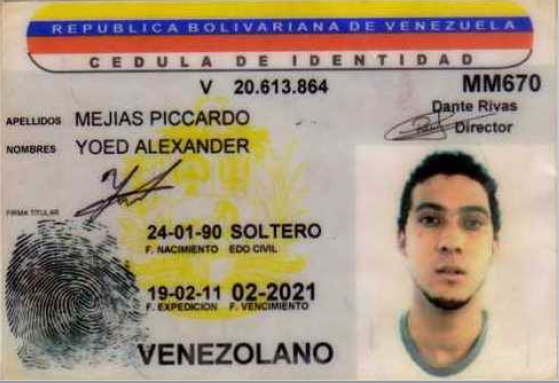 REPUBLICA BOLIVARIANA DE VENEZUELA
CEDULA DE IDENTIDAD
V 20.613.864 MM670
Dante Rivas
Director
APELLIDOS MEJIAS PICCARDO
NOMBRES YOED ALEXANDER
FIRMA TITULAR
24-01-90 SOLTERO
F. NACIMIENTO EDO CIVIL
19-02-11 02-2021
F. EXPEDICION F. VENCIMIENTO
VENEZOLANO